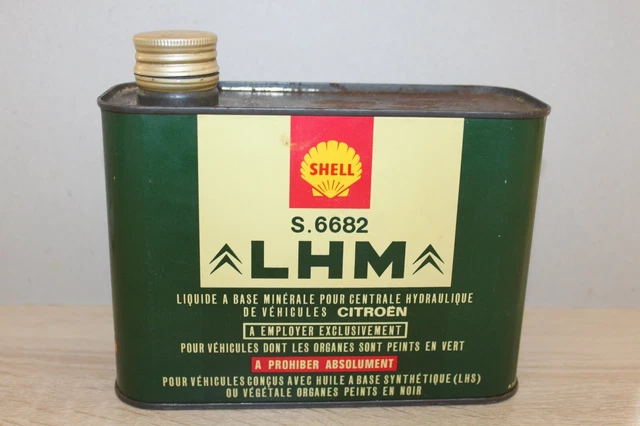 SHELL
S.6682
LHM
LIQUIDE A BASE MINÉRALE POUR CENTRALE HYDRAULIQUE
DE VÉHICULES CITROËN
A EMPLOYER EXCLUSIVEMENT
POUR VÉHICULES DONT LES ORGANES SONT PEINTS EN VERT
A PROHIBER ABSOLUMENT
POUR VÉHICULES CONÇUS AVEC HUILE A BASE SYNTHÉTIQUE (LHS)
OU VÉGÉTALE ORGANES PEINTS EN NOIR